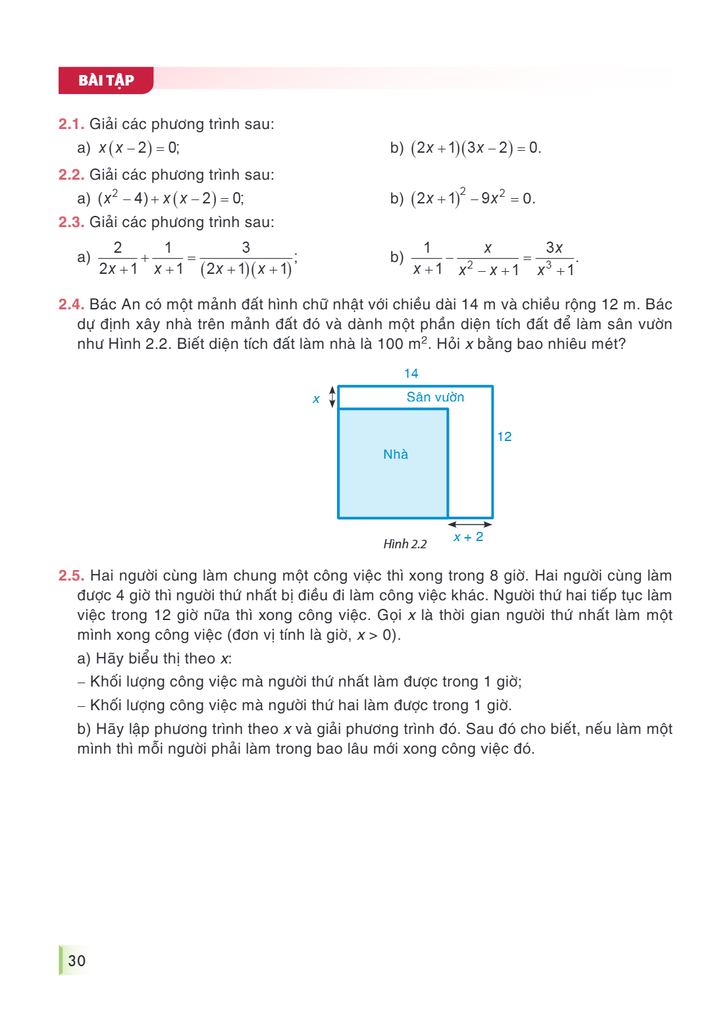 BÀI TẬP
2.1. Giải các phương trình sau:
a) x(x − 2) = 0; b) (2x + 1)(3x − 2) = 0.
2.2. Giải các phương trình sau:
a) (x² − 4) + x(x − 2) = 0; b) (2x + 1)² − 9x² = 0.
2.3. Giải các phương trình sau:
a) 2/(2x + 1) + 1/(x + 1) = 3/((2x + 1)(x + 1)); b) 1/(x + 1) − x/(x² − x + 1) = 3x/(x³ + 1).
2.4. Bác An có một mảnh đất hình chữ nhật với chiều dài 14 m và chiều rộng 12 m. Bác
dự định xây nhà trên mảnh đất đó và dành một phần diện tích đất để làm sân vườn
như Hình 2.2. Biết diện tích đất làm nhà là 100 m². Hỏi x bằng bao nhiêu mét?
14
x
Sân vườn
12
Nhà
x + 2
Hình 2.2
2.5. Hai người cùng làm chung một công việc thì xong trong 8 giờ. Hai người cùng làm
được 4 giờ thì người thứ nhất bị điều đi làm công việc khác. Người thứ hai tiếp tục làm
việc trong 12 giờ nữa thì xong công việc. Gọi x là thời gian người thứ nhất làm một
mình xong công việc (đơn vị tính là giờ, x > 0).
a) Hãy biểu thị theo x:
– Khối lượng công việc mà người thứ nhất làm được trong 1 giờ;
– Khối lượng công việc mà người thứ hai làm được trong 1 giờ.
b) Hãy lập phương trình theo x và giải phương trình đó. Sau đó cho biết, nếu làm một
mình thì mỗi người phải làm trong bao lâu mới xong công việc đó.
30